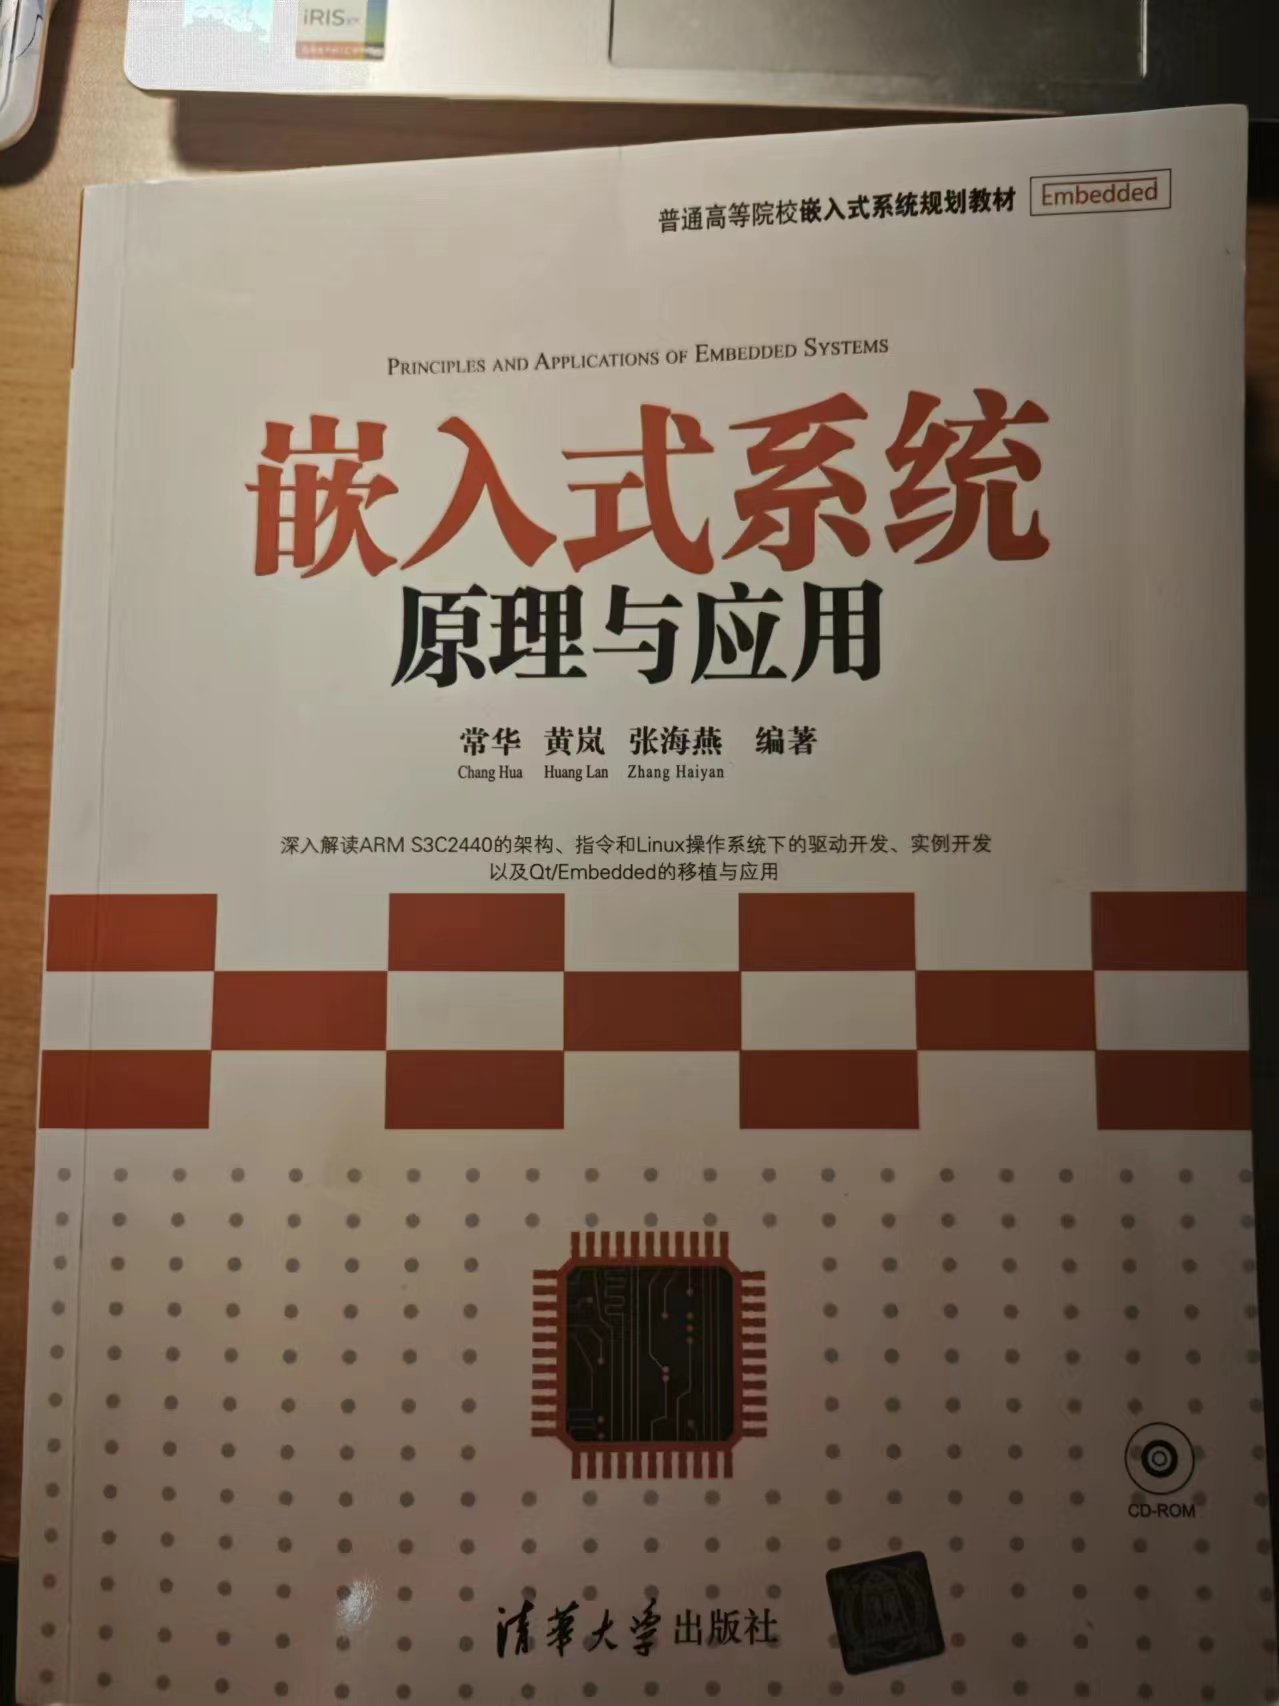 iRIS
普通高等院校嵌入式系统规划教材 Embedded
PRINCIPLES AND APPLICATIONS OF EMBEDDED SYSTEMS
嵌入式系统
原理与应用
常华 黄岚 张海燕 编著
Chang Hua Huang Lan Zhang Haiyan
深入解读ARM S3C2440的架构、指令和Linux操作系统下的驱动开发、实例开发
以及Qt/Embedded的移植与应用
CD-ROM
清华大学出版社